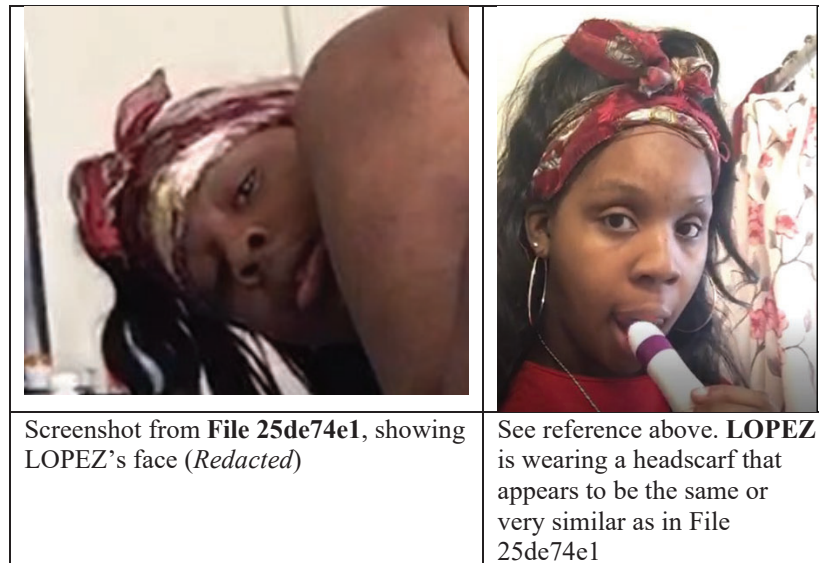 Screenshot from File 25de74e1, showing
LOPEZ’s face (Redacted)
See reference above. LOPEZ
is wearing a headscarf that
appears to be the same or
very similar as in File
25de74e1